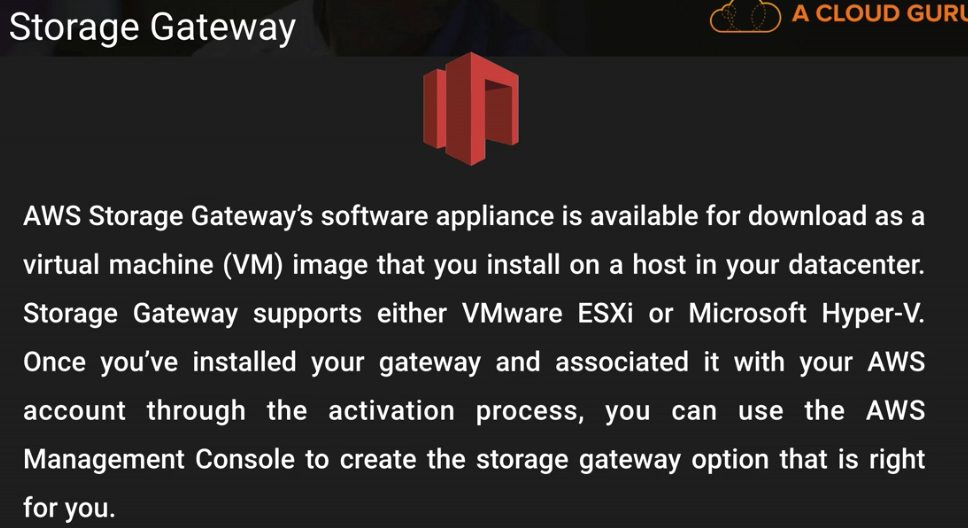 Storage Gateway
A CLOUD GURU
AWS Storage Gateway’s software appliance is available for download as a
virtual machine (VM) image that you install on a host in your datacenter.
Storage Gateway supports either VMware ESXi or Microsoft Hyper-V.
Once you’ve installed your gateway and associated it with your AWS
account through the activation process, you can use the AWS
Management Console to create the storage gateway option that is right
for you.